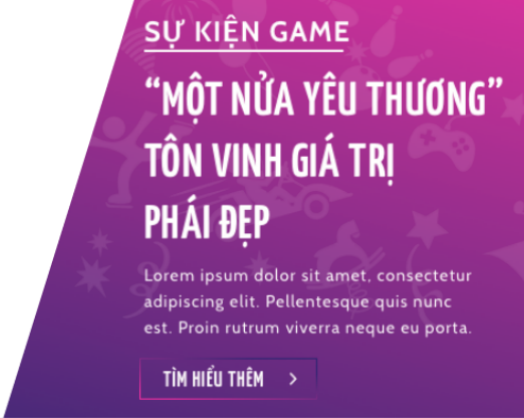 SỰ KIỆN GAME
“MỘT NỬA YÊU THƯƠNG”
TÔN VINH GIÁ TRỊ
PHÁI ĐẸP
Lorem ipsum dolor sit amet, consectetur
adipiscing elit. Pellentesque quis nunc
est. Proin rutrum viverra neque eu porta.
TÌM HIỂU THÊM >